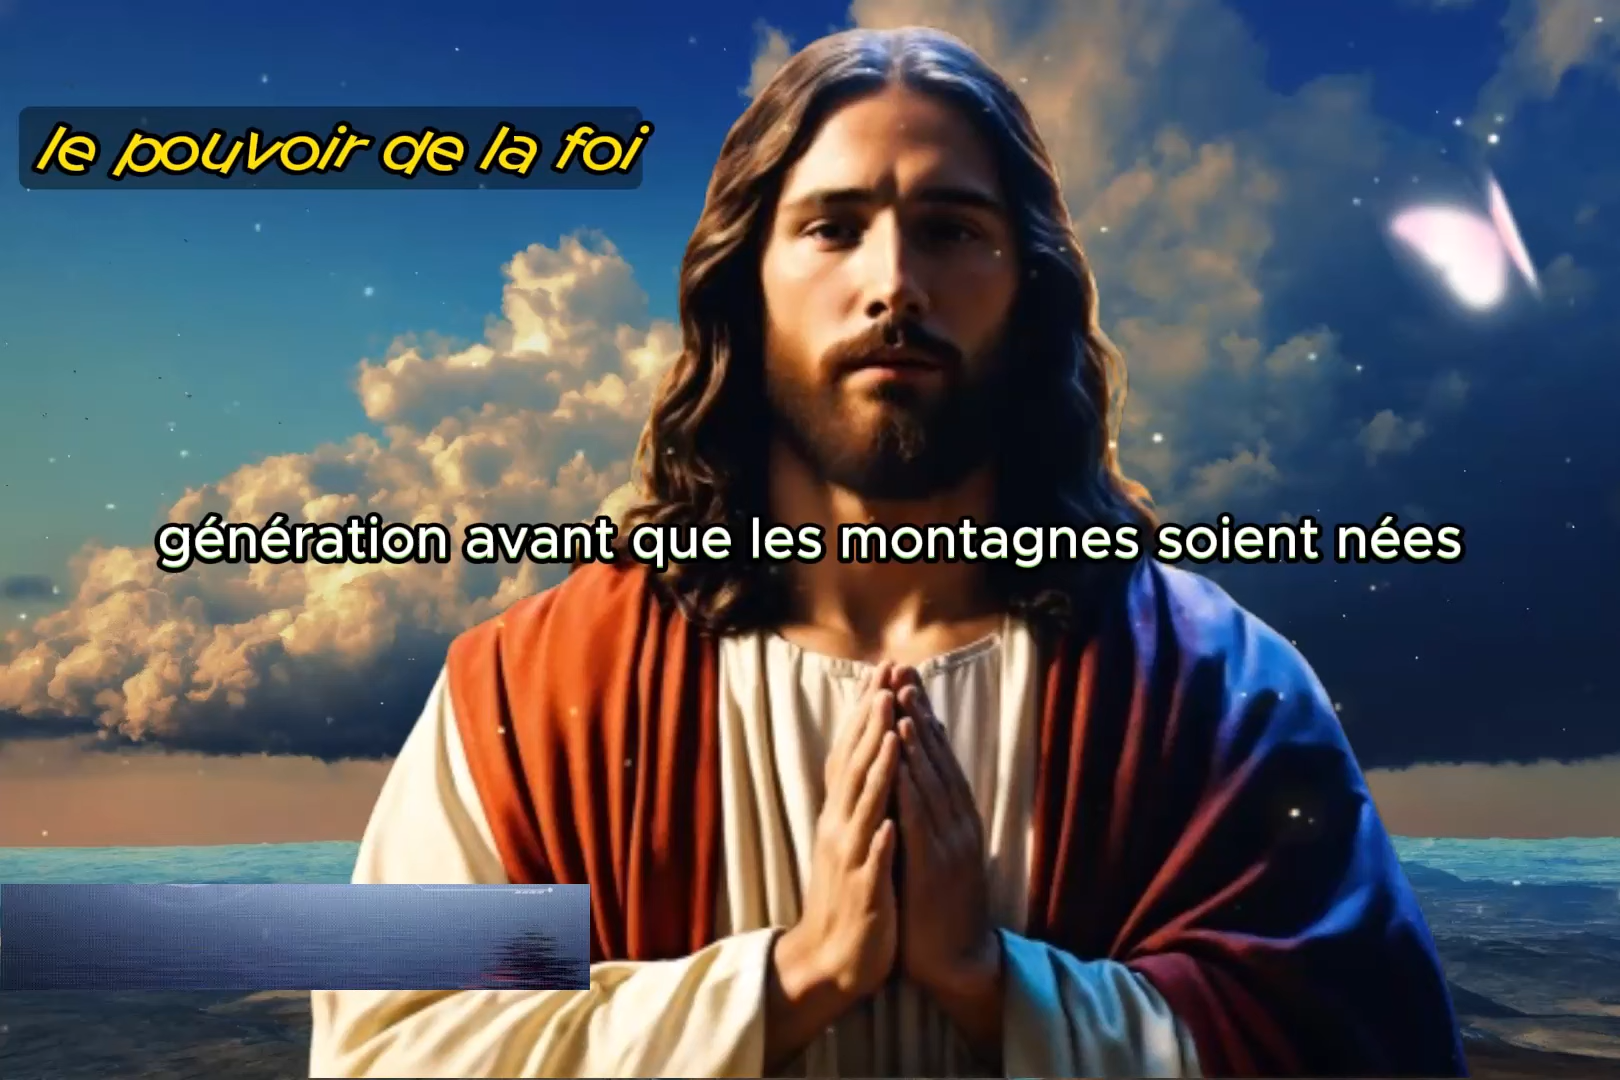 le pouvoir de la foi
génération avant que les montagnes soient nées